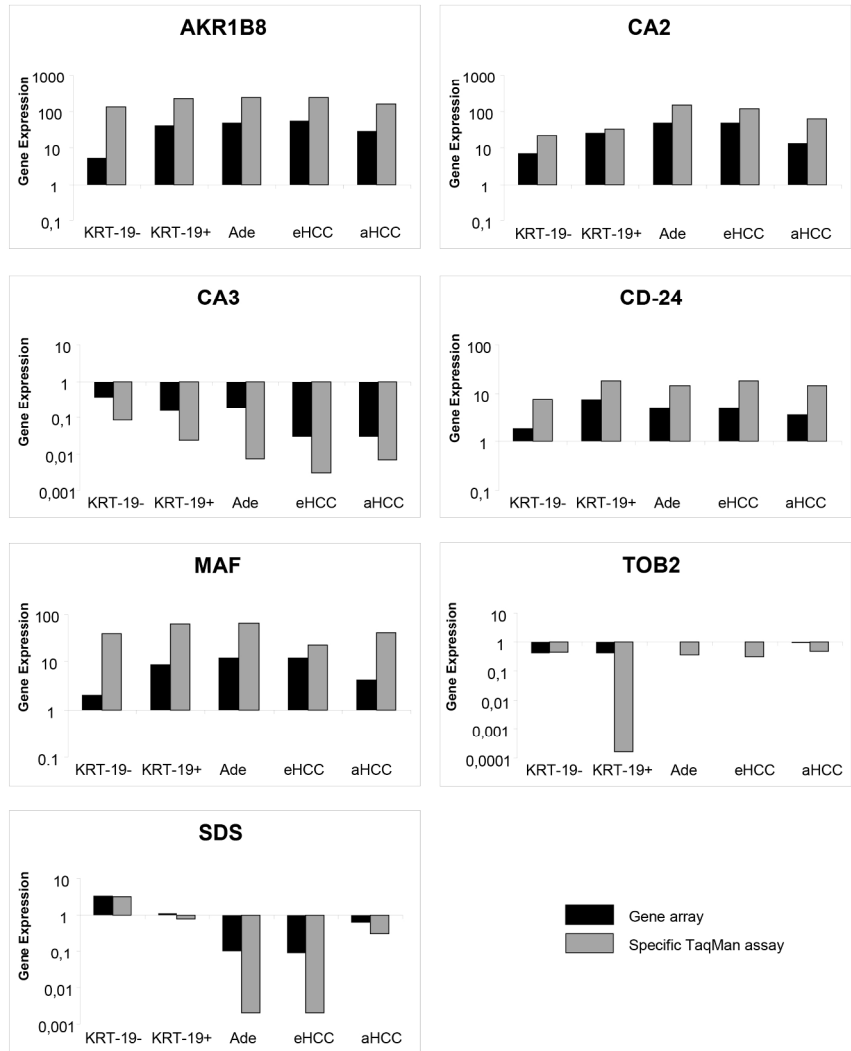 AKR1B8
Gene Expression
1000
100
10
1
0,1
KRT-19- KRT-19+ Ade eHCC aHCC
CA2
Gene Expression
1000
100
10
1
0,1
KRT-19- KRT-19+ Ade eHCC aHCC
CA3
Gene Expression
10
1
0,1
0,01
0,001
KRT-19- KRT-19+ Ade eHCC aHCC
CD-24
Gene Expression
100
10
1
0,1
KRT-19- KRT-19+ Ade eHCC aHCC
MAF
Gene Expression
100
10
1
0.1
KRT-19- KRT-19+ Ade eHCC aHCC
TOB2
Gene Expression
10
1
0,1
0,01
0,001
0,0001
KRT-19- KRT-19+ Ade eHCC aHCC
SDS
Gene Expression
10
1
0,1
0,01
0,001
KRT-19- KRT-19+ Ade eHCC aHCC
Gene array
Specific TaqMan assay